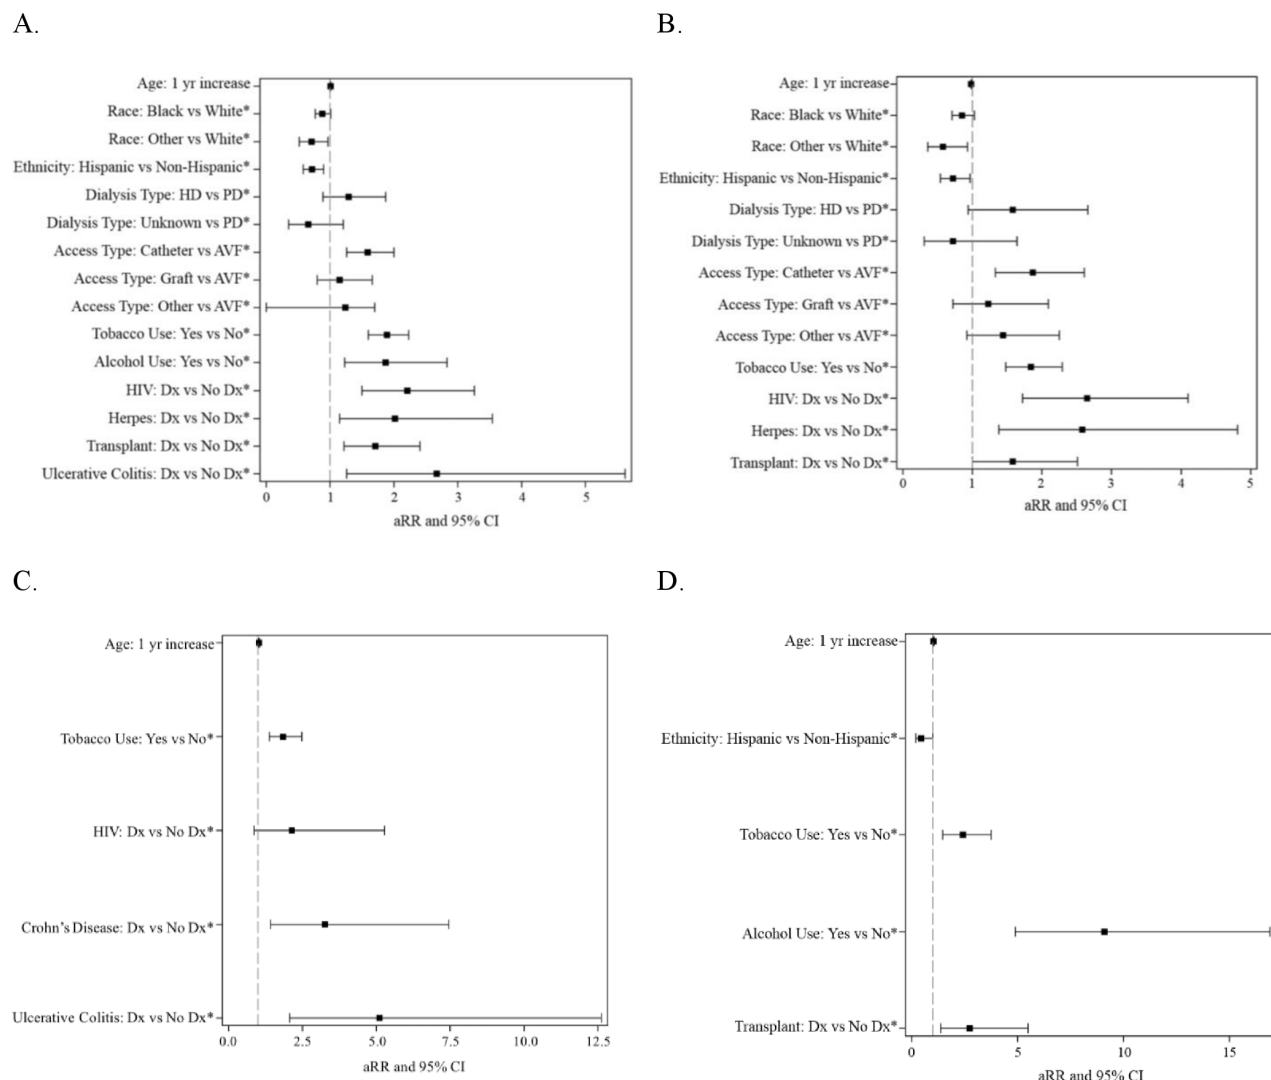 A.
Age: 1 yr increase
Race: Black vs White*
Race: Other vs White*
Ethnicity: Hispanic vs Non-Hispanic*
Dialysis Type: HD vs PD*
Dialysis Type: Unknown vs PD*
Access Type: Catheter vs AVF*
Access Type: Graft vs AVF*
Access Type: Other vs AVF*
Tobacco Use: Yes vs No*
Alcohol Use: Yes vs No*
HIV: Dx vs No Dx*
Herpes: Dx vs No Dx*
Transplant: Dx vs No Dx*
Ulcerative Colitis: Dx vs No Dx*
0 1 2 3 4 5
aRR and 95% CI
B.
Age: 1 yr increase
Race: Black vs White*
Race: Other vs White*
Ethnicity: Hispanic vs Non-Hispanic*
Dialysis Type: HD vs PD*
Dialysis Type: Unknown vs PD*
Access Type: Catheter vs AVF*
Access Type: Graft vs AVF*
Access Type: Other vs AVF*
Tobacco Use: Yes vs No*
HIV: Dx vs No Dx*
Herpes: Dx vs No Dx*
Transplant: Dx vs No Dx*
0 1 2 3 4 5
aRR and 95% CI
C.
Age: 1 yr increase
Tobacco Use: Yes vs No*
HIV: Dx vs No Dx*
Crohn's Disease: Dx vs No Dx*
Ulcerative Colitis: Dx vs No Dx*
0.0 2.5 5.0 7.5 10.0 12.5
aRR and 95% CI
D.
Age: 1 yr increase
Ethnicity: Hispanic vs Non-Hispanic*
Tobacco Use: Yes vs No*
Alcohol Use: Yes vs No*
Transplant: Dx vs No Dx*
0 5 10 15
aRR and 95% CI